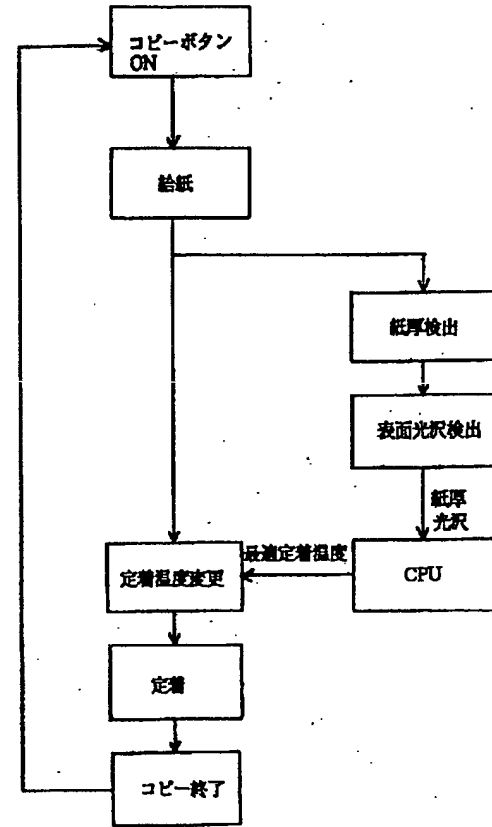 コピーボタン
ON
給紙
紙厚検出
表面光沢検出
紙厚
光沢
最適定着温度
定着温度変更
CPU
定着
コピー終了